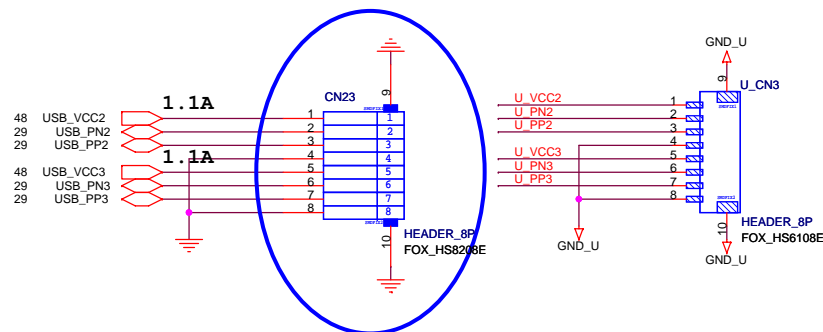 GND_U
CN23
U_CN3
9
9
1.1A
U_VCC2
1
48 USB_VCC2
1
1
U_PN2
2
29 USB_PN2
2
2
U_PP2
3
29 USB_PP2
3
3
4
1.1A
4
4
U_VCC3
5
48 USB_VCC3
5
5
U_PN3
6
29 USB_PN3
6
6
U_PP3
7
29 USB_PP3
7
7
8
8
8
HEADER_8P
FOX_HS8208E
10
HEADER_8P
FOX_HS6108E
10
GND_U
GND_U